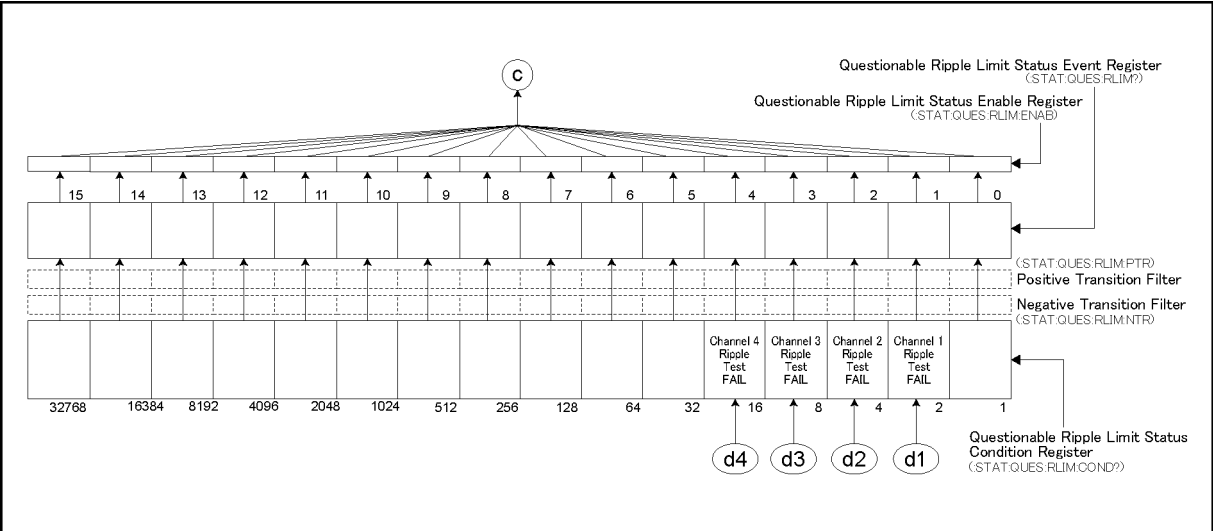 C
Questionable Ripple Limit Status Event Register
(:STAT:QUES:RLIM?)
Questionable Ripple Limit Status Enable Register
(:STAT:QUES:RLIM:ENAB)
15 14 13 12 11 10 9 8 7 6 5 4 3 2 1 0
(:STAT:QUES:RLIM:PTR)
Positive Transition Filter
Negative Transition Filter
(:STAT:QUES:RLIM:NTR)
Channel 4 Channel 3 Channel 2 Channel 1
Ripple Ripple Ripple Ripple
Test Test Test Test
FAIL FAIL FAIL FAIL
32768 16384 8192 4096 2048 1024 512 256 128 64 32 16 8 4 2 1
d4 d3 d2 d1
Questionable Ripple Limit Status
Condition Register
(:STAT:QUES:RLIM:COND?)